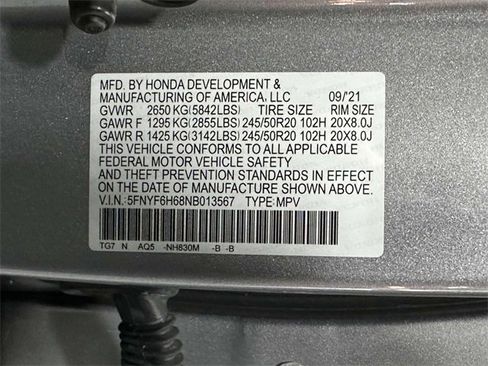 MFD. BY HONDA DEVELOPMENT &
MANUFACTURING OF AMERICA, LLC 09/'21
GVWR 2650 KG(5842LBS) TIRE SIZE RIM SIZE
GAWR F 1295 KG(2855LBS) 245/50R20 102H 20X8.0J
GAWR R 1425 KG(3142LBS) 245/50R20 102H 20X8.0J
THIS VEHICLE CONFORMS TO ALL APPLICABLE
FEDERAL MOTOR VEHICLE SAFETY
AND THEFT PREVENTION STANDARDS IN EFFECT
ON THE DATE OF MANUFACTURE SHOWN ABOVE.
V.I.N.:5FNYF6H68NB013567 TYPE:MPV
TG7 N AQ5 -NH830M -B -B